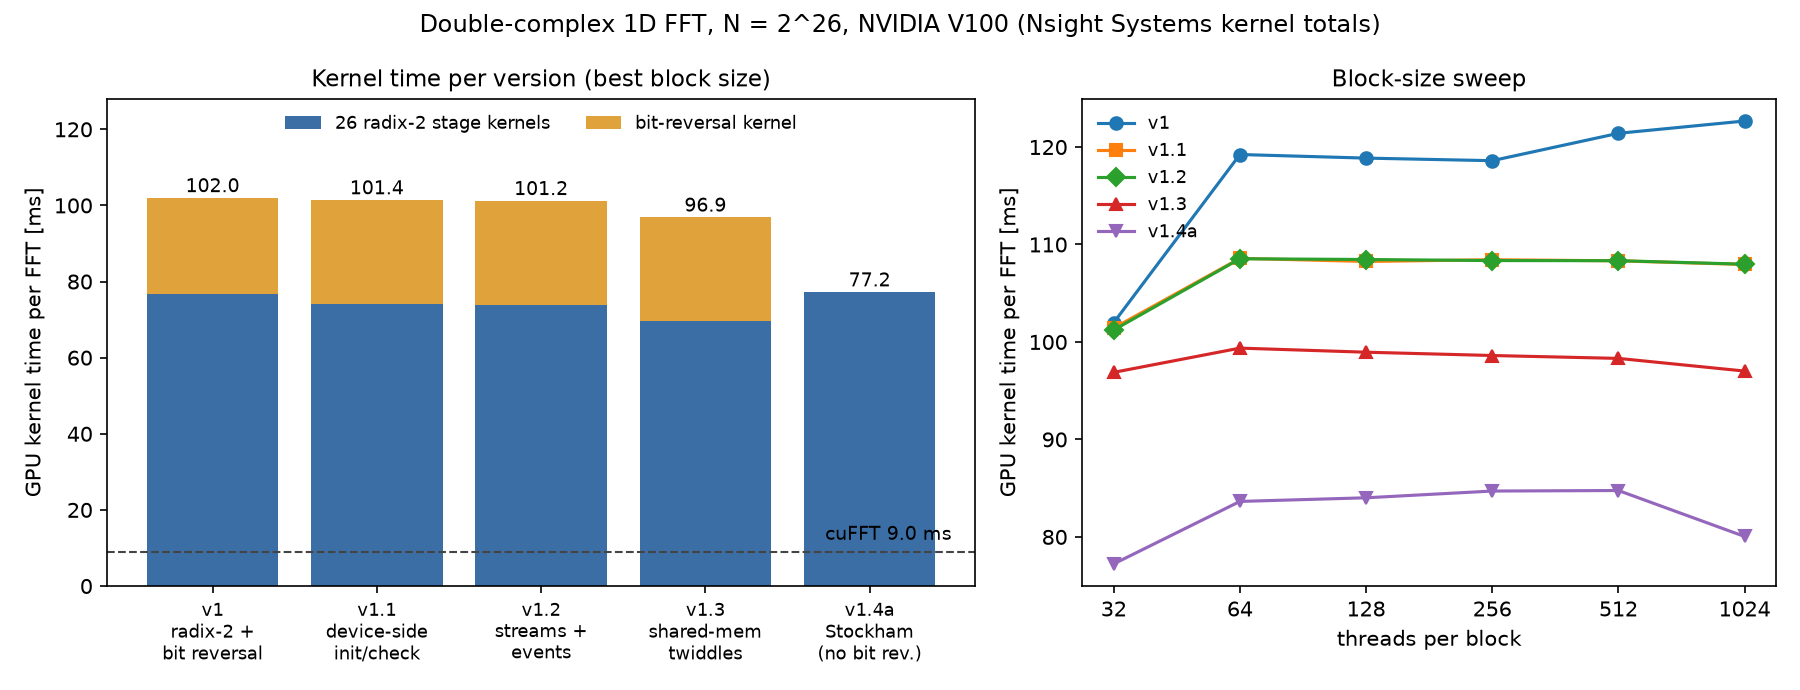 Double-complex 1D FFT, N = 2^26, NVIDIA V100 (Nsight Systems kernel totals)
Kernel time per version (best block size)
GPU kernel time per FFT [ms]
120
100
80
60
40
20
0
26 radix-2 stage kernels
bit-reversal kernel
102.0
101.4
101.2
96.9
77.2
cuFFT 9.0 ms
v1
radix-2 +
bit reversal
v1.1
device-side
init/check
v1.2
streams +
events
v1.3
shared-mem
twiddles
v1.4a
Stockham
(no bit rev.)
Block-size sweep
GPU kernel time per FFT [ms]
120
110
100
90
80
v1
v1.1
v1.2
v1.3
v1.4a
32
64
128
256
512
1024
threads per block